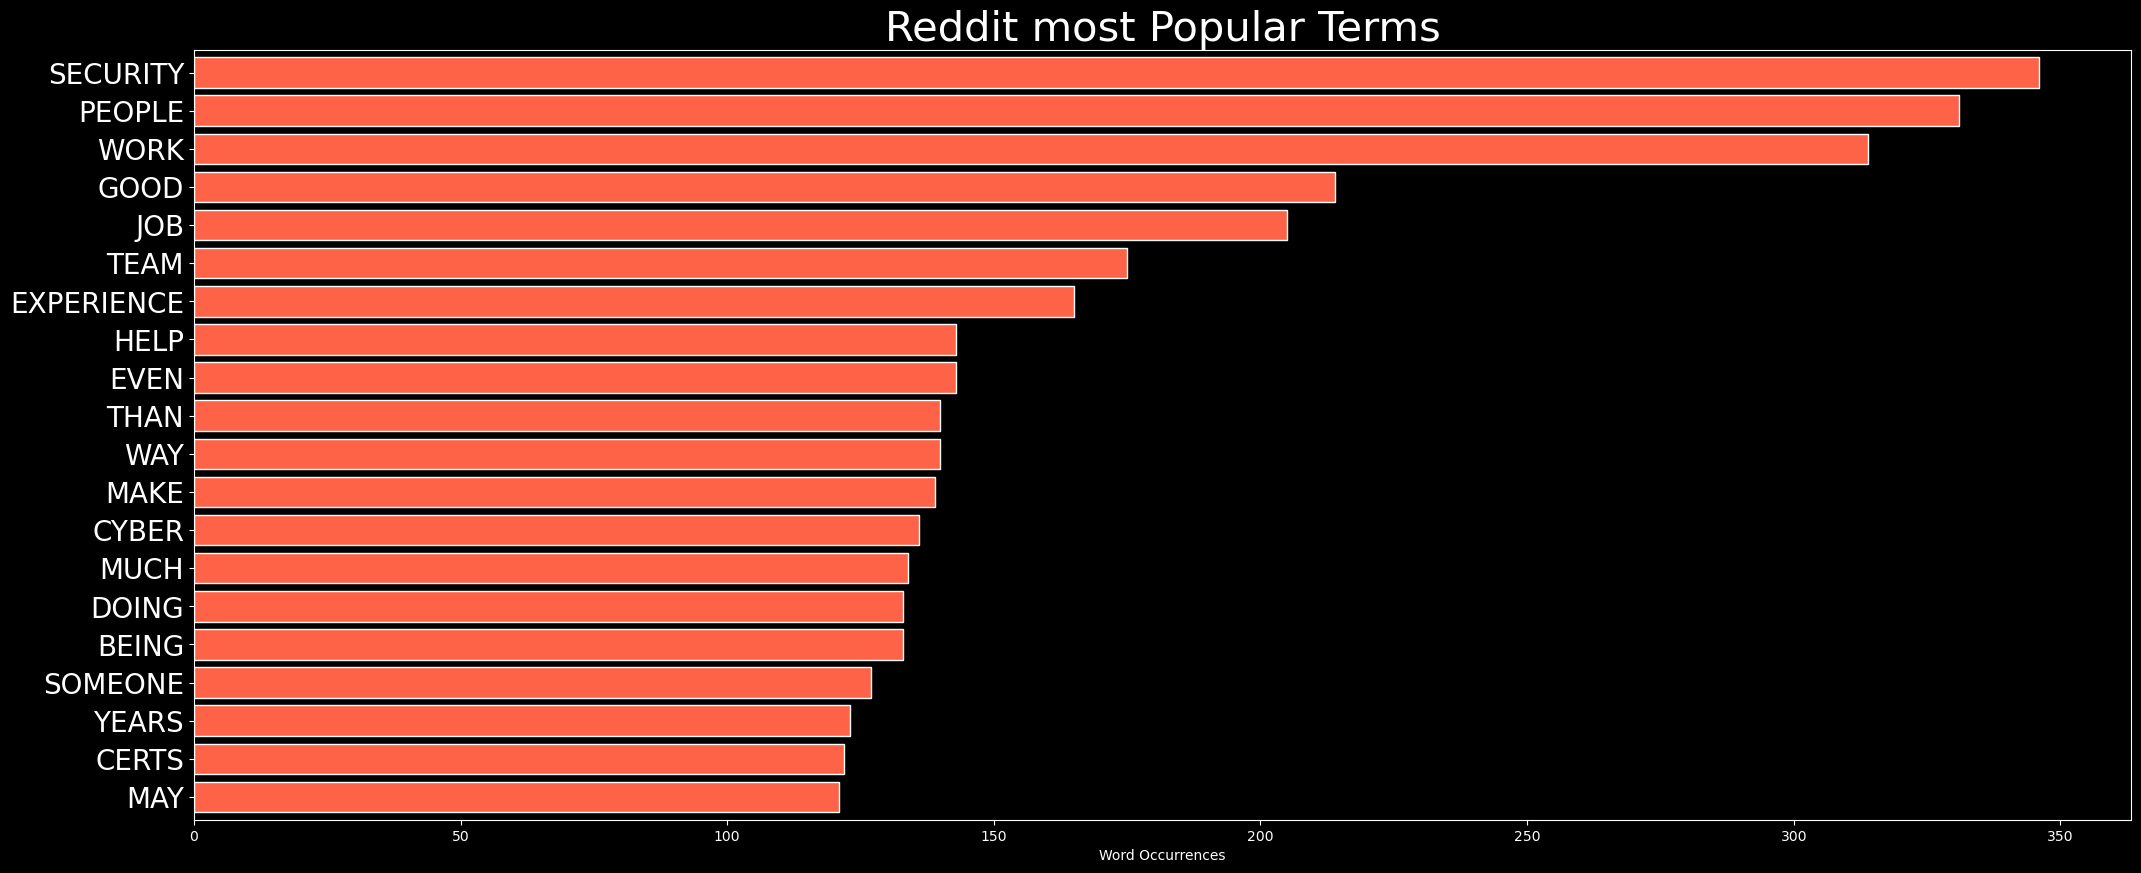 Reddit most Popular Terms
SECURITY
PEOPLE
WORK
GOOD
JOB
TEAM
EXPERIENCE
HELP
EVEN
THAN
WAY
MAKE
CYBER
MUCH
DOING
BEING
SOMEONE
YEARS
CERTS
MAY
0 50 100 150 200 250 300 350
Word Occurrences